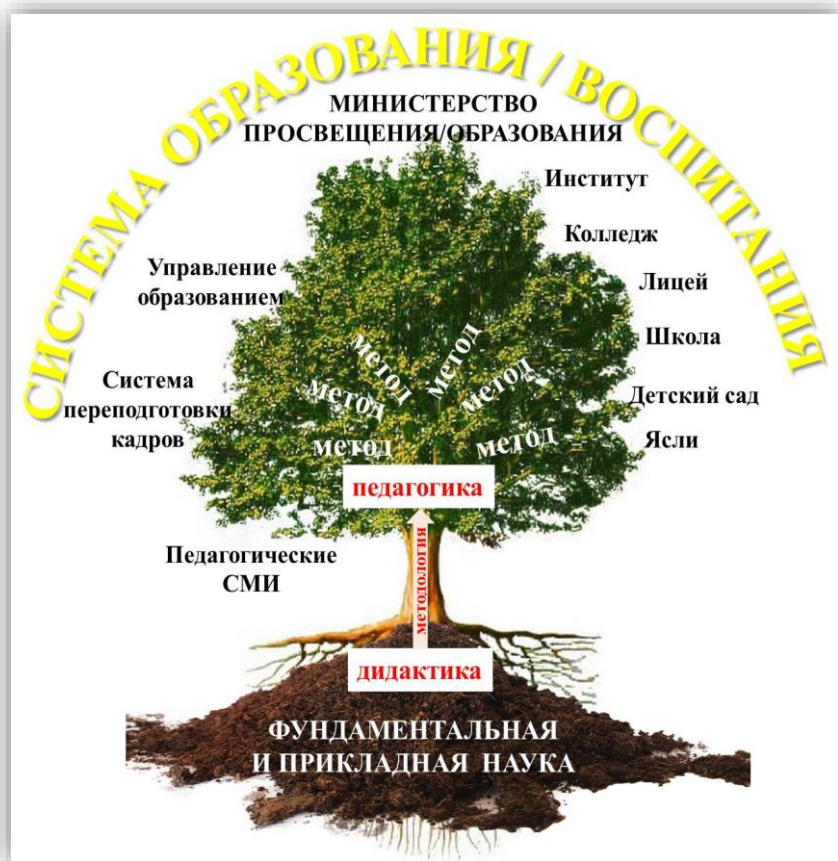 СИСТЕМА ОБРАЗОВАНИЯ / ВОСПИТАНИЯ
МИНИСТЕРСТВО
ПРОСВЕЩЕНИЯ/ОБРАЗОВАНИЯ
Институт
Колледж
Управление
образованием
Лицей
Школа
Система
переподготовки
кадров
Детский сад
Ясли
метод
метод
метод
метод
метод
метод
педагогика
Педагогические
СМИ
методология
дидактика
ФУНДАМЕНТАЛЬНАЯ
И ПРИКЛАДНАЯ НАУКА